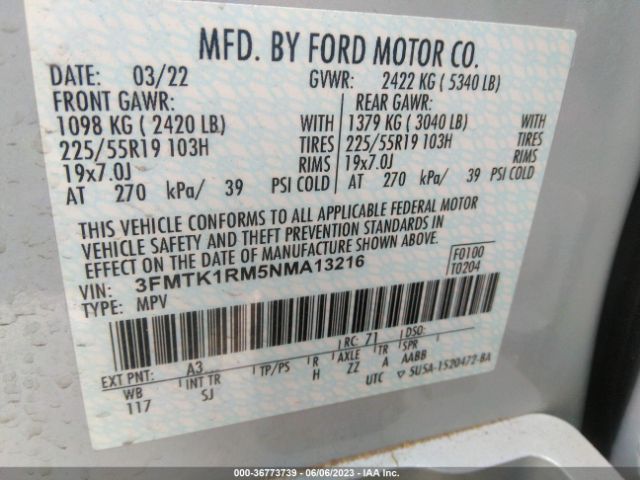 MFD. BY FORD MOTOR CO.
DATE: 03/22 GVWR: 2422 KG ( 5340 LB)
FRONT GAWR: REAR GAWR:
1098 KG ( 2420 LB) WITH 1379 KG ( 3040 LB) WITH
225/55R19 103H TIRES 225/55R19 103H TIRES
19x7.0J RIMS 19x7.0J RIMS
AT 270 kPa/ 39 PSI COLD AT 270 kPa/ 39 PSI COLD
THIS VEHICLE CONFORMS TO ALL APPLICABLE FEDERAL MOTOR
VEHICLE SAFETY AND THEFT PREVENTION STANDARDS IN
EFFECT ON THE DATE OF MANUFACTURE SHOWN ABOVE.
VIN: 3FMTK1RM5NMA13216 F0100
TYPE: MPV T0204
EXT PNT: A3 RC: Z1 DSO:
WB INT TR TP/PS R AXLE TR SPR
117 SJ H ZZ A AABB
UTC ▽ 5U5A-1520472-BA
000-36773739 - 06/06/2023 - IAA Inc.